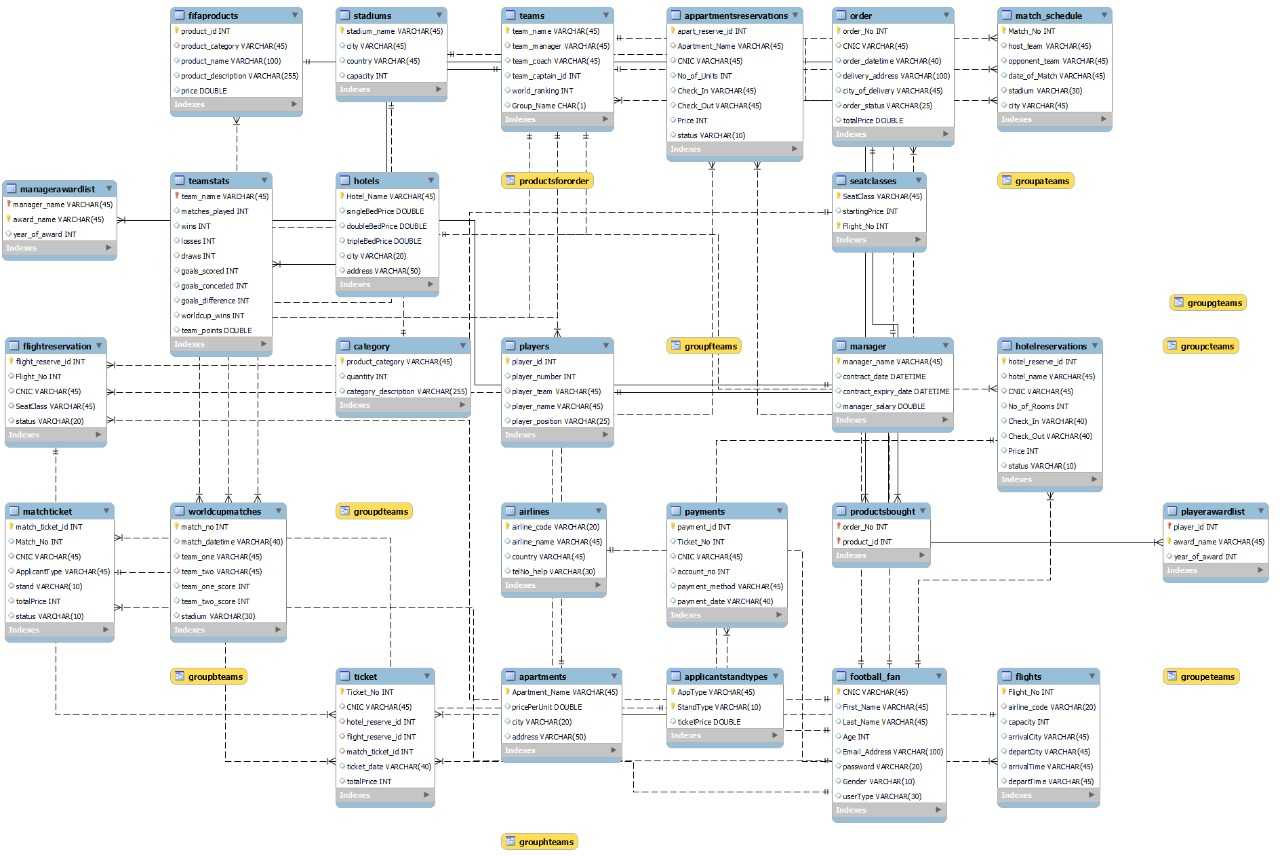 fifaproducts
product_id INT
product_category VARCHAR(45)
product_name VARCHAR(100)
product_description VARCHAR(255)
price DOUBLE
Indexes
stadiums
stadium_name VARCHAR(45)
city VARCHAR(45)
country VARCHAR(45)
capacity INT
Indexes
teams
team_name VARCHAR(45)
team_manager VARCHAR(45)
team_coach VARCHAR(45)
team_captain_id INT
world_ranking INT
Group_Name CHAR(1)
Indexes
appartmentsreservations
apart_reserve_id INT
Apartment_Name VARCHAR(45)
CNIC VARCHAR(45)
No_of_Units INT
Check_In VARCHAR(45)
Check_Out VARCHAR(45)
Price INT
status VARCHAR(10)
Indexes
order
order_No INT
CNIC VARCHAR(45)
order_datetime VARCHAR(40)
delivery_address VARCHAR(100)
city_of_delivery VARCHAR(45)
order_status VARCHAR(25)
totalPrice DOUBLE
Indexes
match_schedule
Match_No INT
host_team VARCHAR(45)
opponent_team VARCHAR(45)
date_of_Match VARCHAR(45)
stadium VARCHAR(30)
city VARCHAR(45)
Indexes
managerawardlist
manager_name VARCHAR(45)
award_name VARCHAR(45)
year_of_award INT
Indexes
teamstats
team_name VARCHAR(45)
matches_played INT
wins INT
losses INT
draws INT
goals_scored INT
goals_conceded INT
goals_difference INT
worldcup_wins INT
team_points DOUBLE
Indexes
hotels
Hotel_Name VARCHAR(45)
singleBedPrice DOUBLE
doubleBedPrice DOUBLE
tripleBedPrice DOUBLE
city VARCHAR(20)
address VARCHAR(50)
Indexes
productsfororder
seatclasses
SeatClass VARCHAR(45)
startingPrice INT
Flight_No INT
Indexes
groupateams
groupgteams
flightreservation
flight_reserve_id INT
Flight_No INT
CNIC VARCHAR(45)
SeatClass VARCHAR(45)
status VARCHAR(20)
Indexes
category
product_category VARCHAR(45)
quantity INT
category_description VARCHAR(255)
Indexes
players
player_id INT
player_number INT
player_team VARCHAR(45)
player_name VARCHAR(45)
player_position VARCHAR(25)
Indexes
groupfteams
manager
manager_name VARCHAR(45)
contract_date DATETIME
contract_expiry_date DATETIME
manager_salary DOUBLE
Indexes
hotelreservations
hotel_reserve_id INT
hotel_name VARCHAR(45)
CNIC VARCHAR(45)
No_of_Rooms INT
Check_In VARCHAR(40)
Check_Out VARCHAR(40)
Price INT
status VARCHAR(10)
Indexes
groupcteams
matchticket
match_ticket_id INT
Match_No INT
CNIC VARCHAR(45)
ApplicantType VARCHAR(45)
stand VARCHAR(10)
totalPrice INT
status VARCHAR(10)
Indexes
worldcupmatches
match_no INT
match_datetime VARCHAR(40)
team_one VARCHAR(45)
team_two VARCHAR(45)
team_one_score INT
team_two_score INT
stadium VARCHAR(30)
Indexes
groupdteams
airlines
airline_code VARCHAR(20)
airline_name VARCHAR(45)
country VARCHAR(45)
telNo_help VARCHAR(30)
Indexes
payments
payment_id INT
Ticket_No INT
CNIC VARCHAR(45)
account_no INT
payment_method VARCHAR(45)
payment_date VARCHAR(40)
Indexes
productsbought
order_No INT
product_id INT
Indexes
playerawardlist
player_id INT
award_name VARCHAR(45)
year_of_award INT
Indexes
groupbteams
ticket
Ticket_No INT
CNIC VARCHAR(45)
hotel_reserve_id INT
flight_reserve_id INT
match_ticket_id INT
ticket_date VARCHAR(40)
totalPrice INT
Indexes
apartments
Apartment_Name VARCHAR(45)
pricePerUnit DOUBLE
city VARCHAR(20)
address VARCHAR(50)
Indexes
applicantstandtypes
AppType VARCHAR(45)
StandType VARCHAR(10)
ticketPrice DOUBLE
Indexes
football_fan
CNIC VARCHAR(45)
First_Name VARCHAR(45)
Last_Name VARCHAR(45)
Age INT
Email_Address VARCHAR(100)
password VARCHAR(20)
Gender VARCHAR(10)
userType VARCHAR(30)
Indexes
flights
Flight_No INT
airline_code VARCHAR(20)
capacity INT
arrivalCity VARCHAR(45)
departCity VARCHAR(45)
arrivalTime VARCHAR(45)
departTime VARCHAR(45)
Indexes
groupeteams
grouphteams